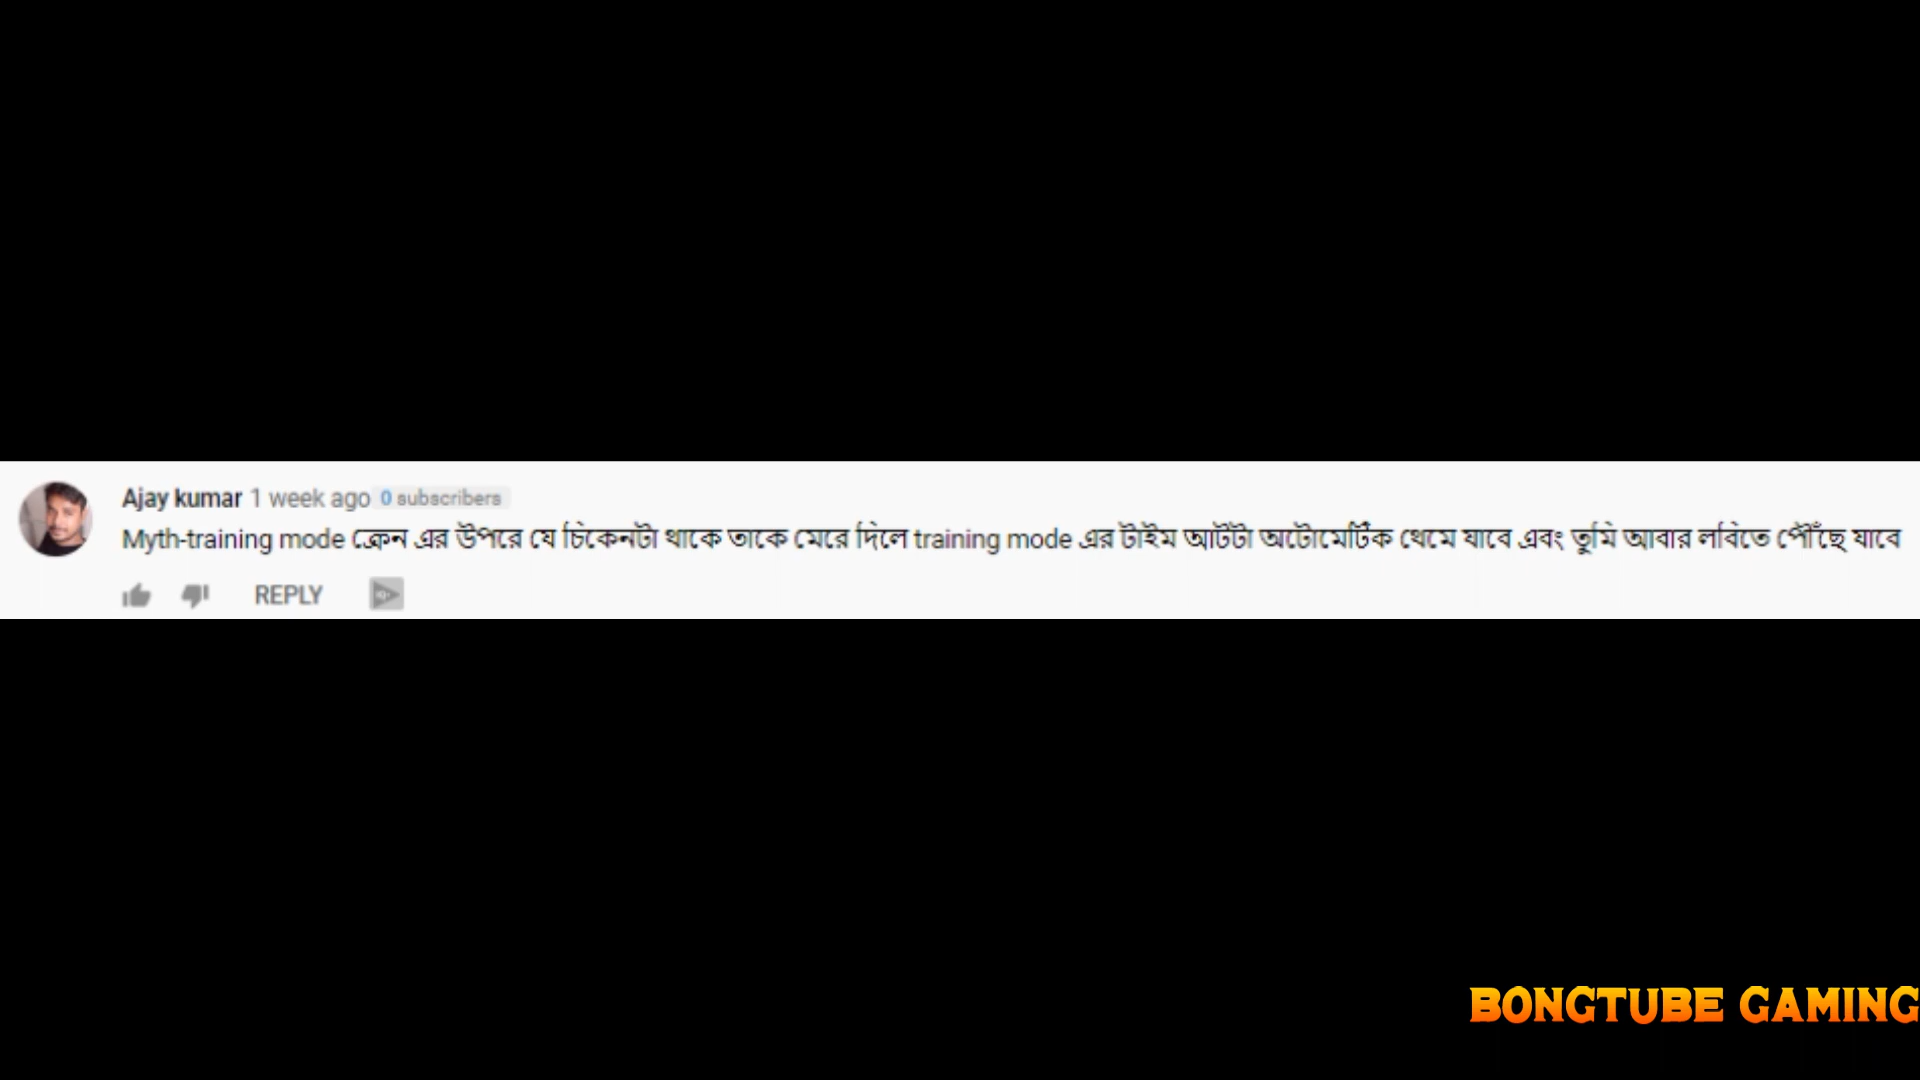 Ajay kumar 1 week ago 0 subscribers
Myth-training mode ক্রেন এর উপরে যে চিকেনটা থাকে তাকে মেরে দিলে training mode এর টাইম আটটা অটোমেটিক থেমে যাবে এবং তুমি আবার লবিতে পৌঁছে যাবে
REPLY
BONGTUBE GAMING